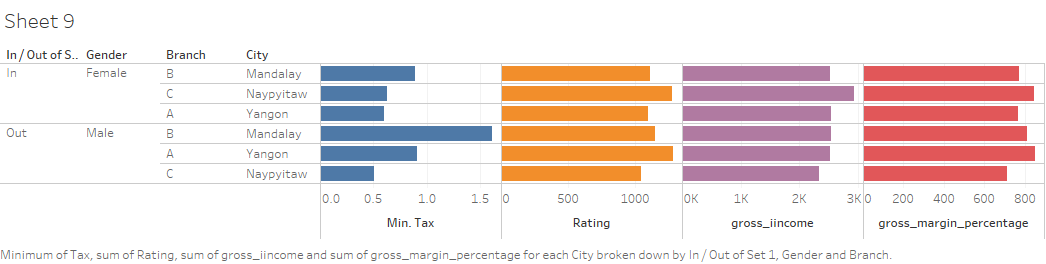 Sheet 9
In / Out of S.. Gender Branch City
In Female B Mandalay
C Naypyitaw
A Yangon
Out Male B Mandalay
A Yangon
C Naypyitaw
0.0 0.5 1.0 1.5 0 500 1000 0K 1K 2K 3K 0 200 400 600 800
Min. Tax Rating gross_iincome gross_margin_percentage
Minimum of Tax, sum of Rating, sum of gross_iincome and sum of gross_margin_percentage for each City broken down by In / Out of Set 1, Gender and Branch.